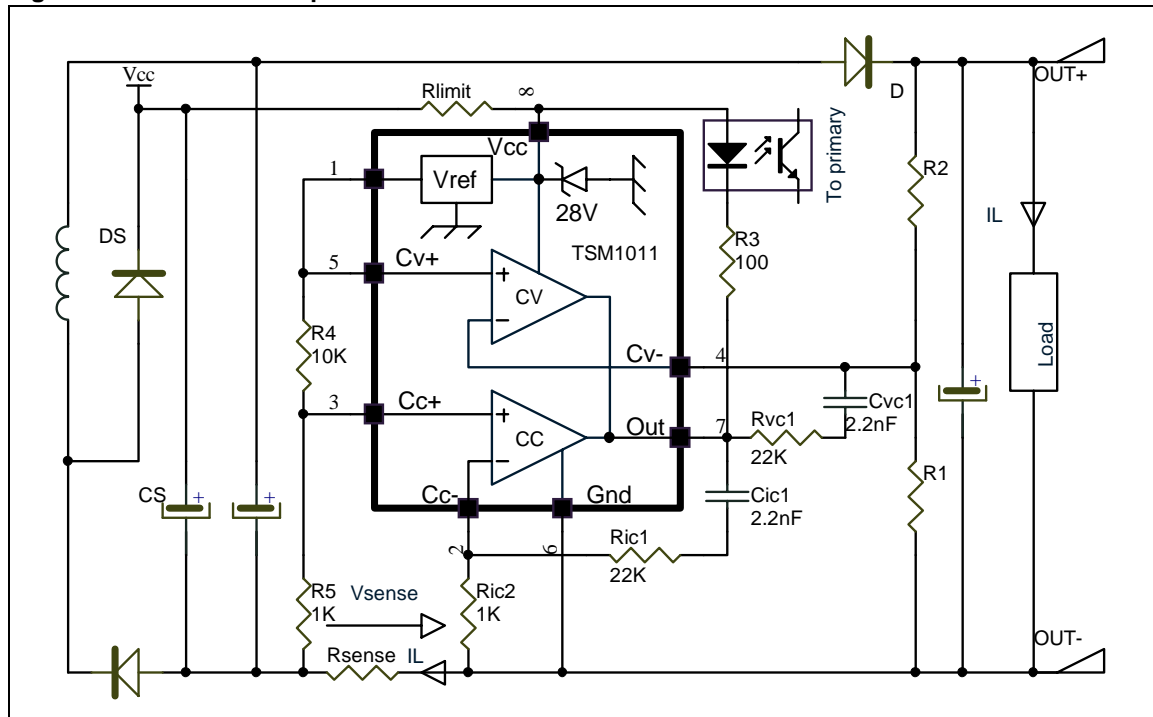 OUT+
Vcc
Rlimit
8
D
To primary
Vcc
1
Vref
28V
R2
IL
DS
TSM1011
R3
100
5
Cv+
+
CV
−
R4
10K
Cv-
4
Load
+
Cvc1
2.2nF
3
Cc+
+
CC
−
Out
7
Rvc1
22K
R1
Cc-
Gnd
Cic1
2.2nF
CS
+
+
2
6
Ric1
22K
R5
1K
Vsense
Ric2
1K
OUT-
Rsense
IL